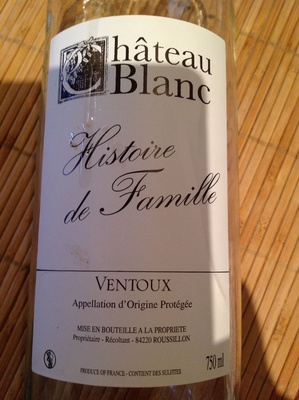 Château
Blanc
Histoire
de Famille
VENTOUX
Appellation d'Origine Protégée
MISE EN BOUTEILLE A LA PROPRIETE
Propriétaire - Récoltant - 84220 ROUSSILLON
750 ml
PRODUCE OF FRANCE - CONTIENT DES SULFITES